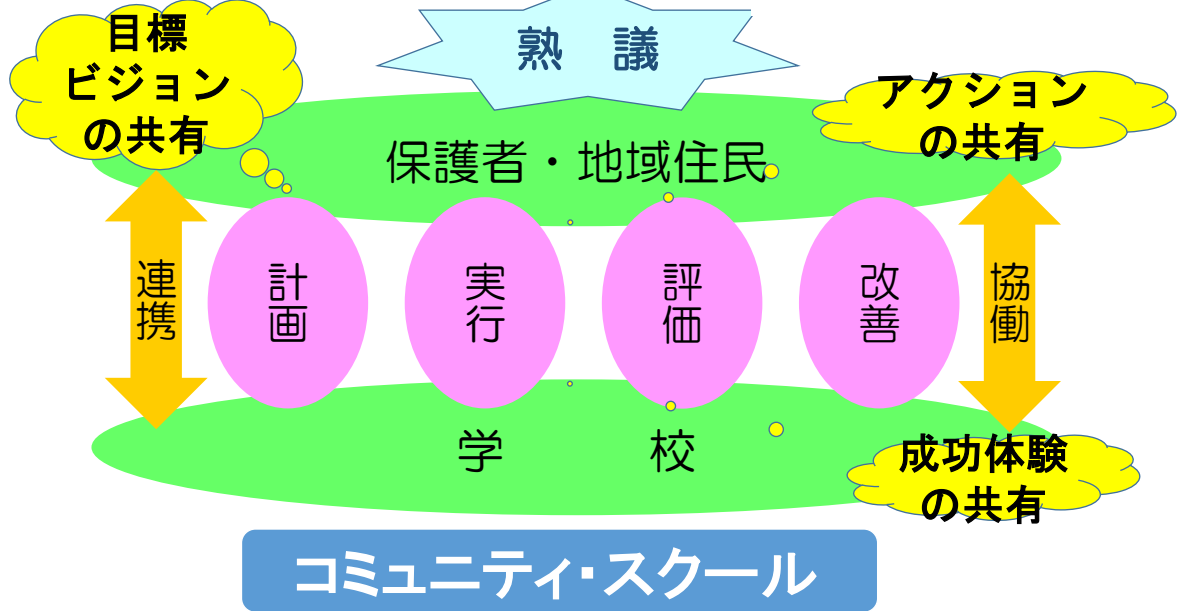 熟　議
目標
ビジョン
の共有
アクション
の共有
保護者・地域住民
連携
計画
実行
評価
改善
協働
学　校
成功体験
の共有
コミュニティ・スクール